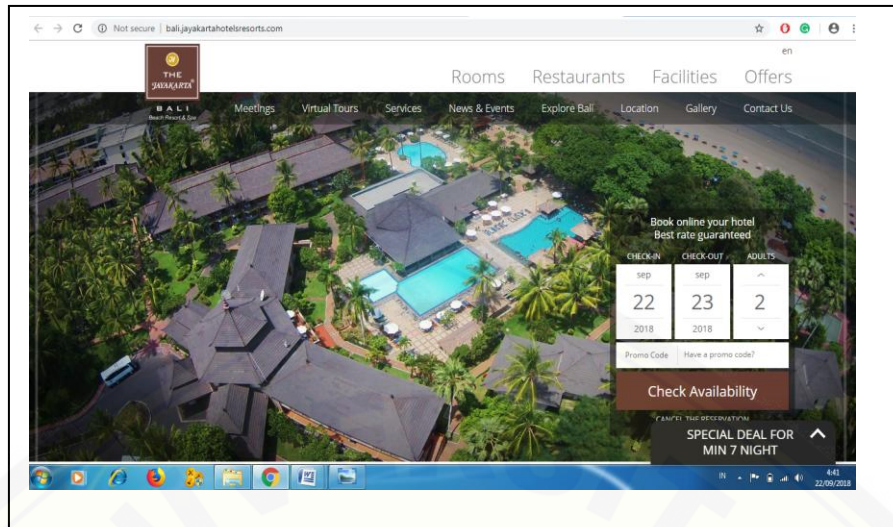 Not secure | bali.jayakartahotelsresorts.com
en
THE
JAYAKARTA
BALI
Beach Resort & Spa
Rooms Restaurants Facilities Offers
Meetings Virtual Tours Services News & Events Explore Bali Location Gallery Contact Us
Book online your hotel
Best rate guaranteed
CHECK-IN CHECK-OUT ADULTS
sep sep
22 23 2
2018 2018
Promo Code Have a promo code?
Check Availability
CANCEL THE RESERVATION
SPECIAL DEAL FOR
MIN 7 NIGHT
IN 4:41
22/09/2018